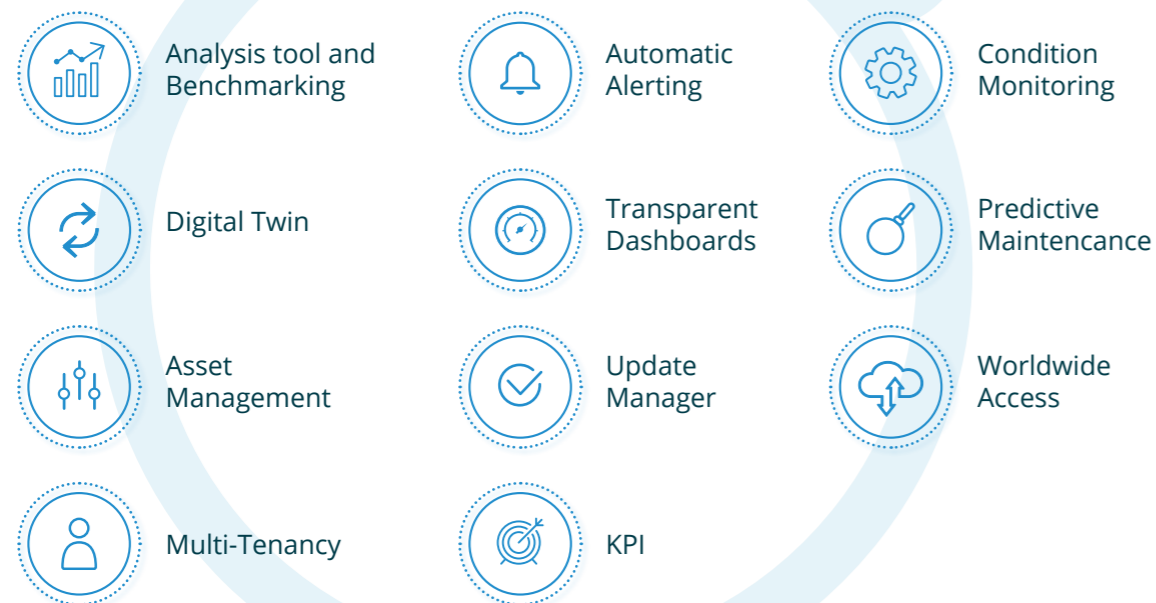 Analysis tool and
Benchmarking
Automatic
Alerting
Condition
Monitoring
Digital Twin
Transparent
Dashboards
Predictive
Maintencance
Asset
Management
Update
Manager
Worldwide
Access
Multi-Tenancy
KPI